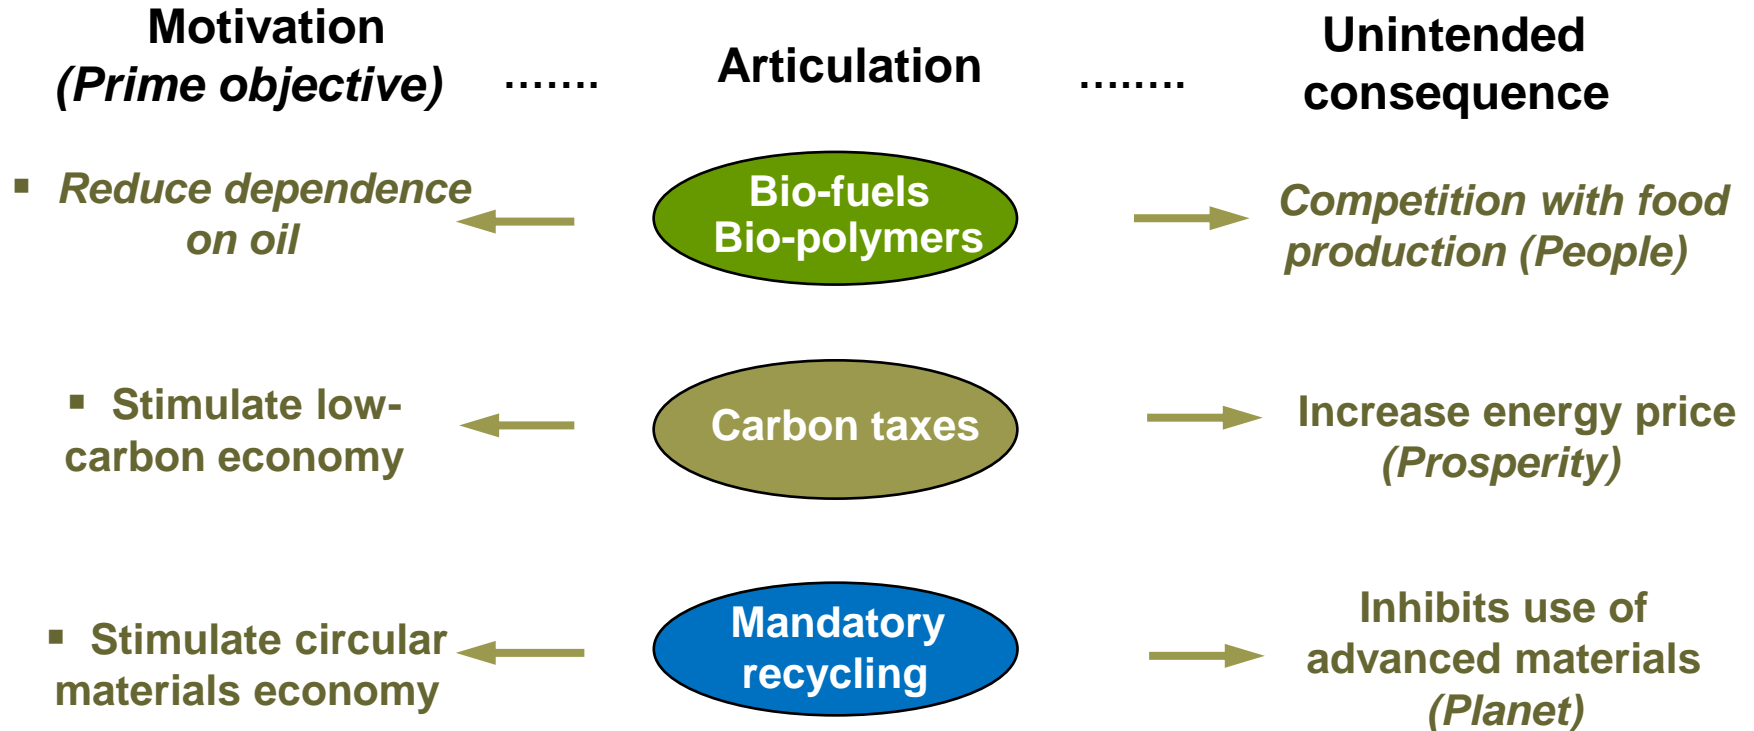 Motivation
(Prime objective)
.......
Articulation
........
Unintended
consequence
▪ Reduce dependence
on oil
Bio-fuels
Bio-polymers
Competition with food
production (People)
▪ Stimulate low-
carbon economy
Carbon taxes
Increase energy price
(Prosperity)
▪ Stimulate circular
materials economy
Mandatory
recycling
Inhibits use of
advanced materials
(Planet)